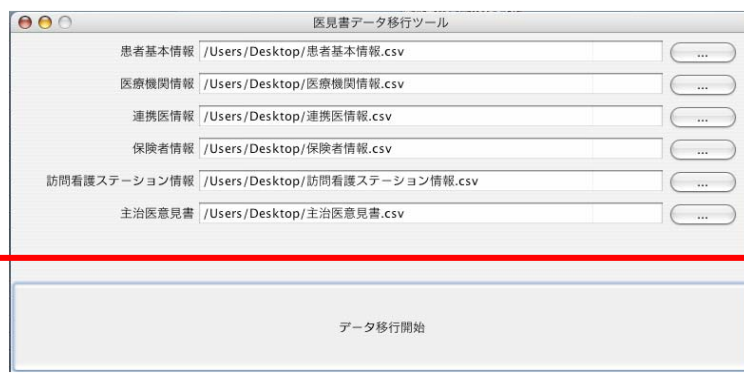 医見書データ移行ツール
患者基本情報 /Users/Desktop/患者基本情報.csv ...
医療機関情報 /Users/Desktop/医療機関情報.csv ...
連携医情報 /Users/Desktop/連携医情報.csv ...
保険者情報 /Users/Desktop/保険者情報.csv ...
訪問看護ステーション情報 /Users/Desktop/訪問看護ステーション情報.csv ...
主治医意見書 /Users/Desktop/主治医意見書.csv ...
データ移行開始